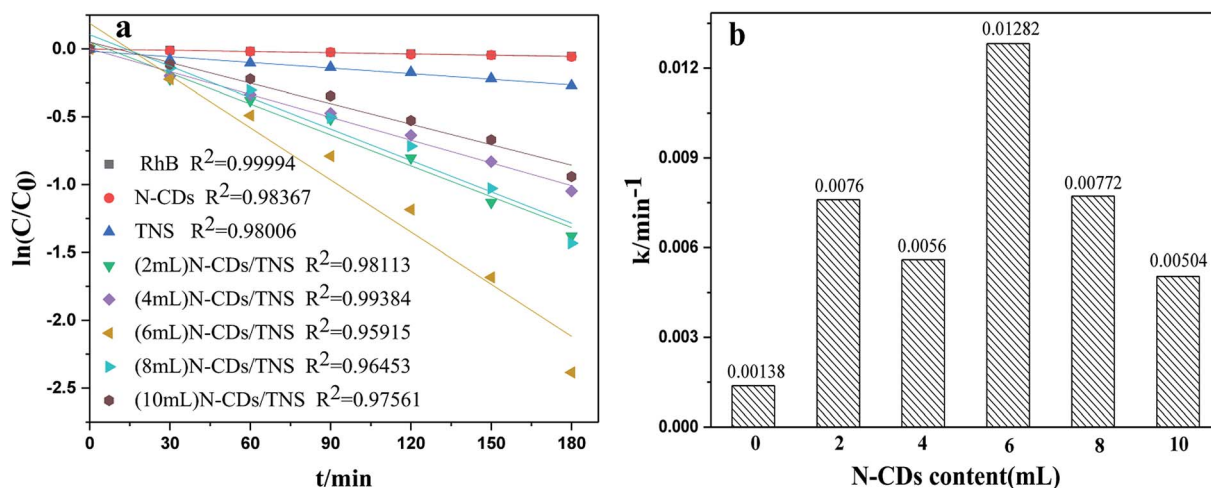 a
0.0
-0.5
-1.0
-1.5
-2.0
-2.5
ln(C/C0)
RhB R2=0.99994
N-CDs R2=0.98367
TNS R2=0.98006
(2mL)N-CDs/TNS R2=0.98113
(4mL)N-CDs/TNS R2=0.99384
(6mL)N-CDs/TNS R2=0.95915
(8mL)N-CDs/TNS R2=0.96453
(10mL)N-CDs/TNS R2=0.97561
0 30 60 90 120 150 180
t/min
b
0.012
0.009
0.006
0.003
0.000
k/min-1
0.00138
0.0076
0.0056
0.01282
0.00772
0.00504
0 2 4 6 8 10
N-CDs content(mL)